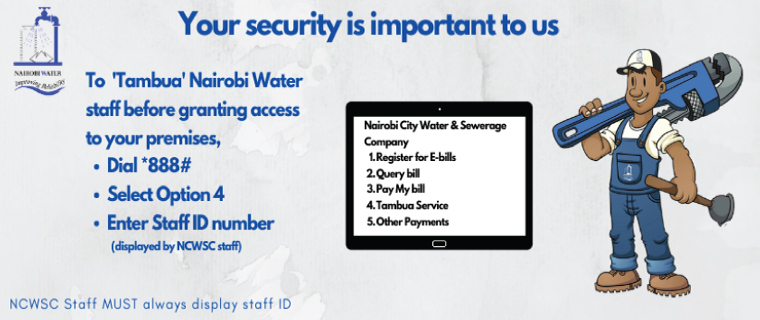 Your security is important to us
NAIROBI WATER
Improving Reliability
To 'Tambua' Nairobi Water
staff before granting access
to your premises,
• Dial *888#
• Select Option 4
• Enter Staff ID number
(displayed by NCWSC staff)
Nairobi City Water & Sewerage
Company
1. Register for E-bills
2. Query bill
3. Pay My bill
4. Tambua Service
5. Other Payments
NCWSC Staff MUST always display staff ID